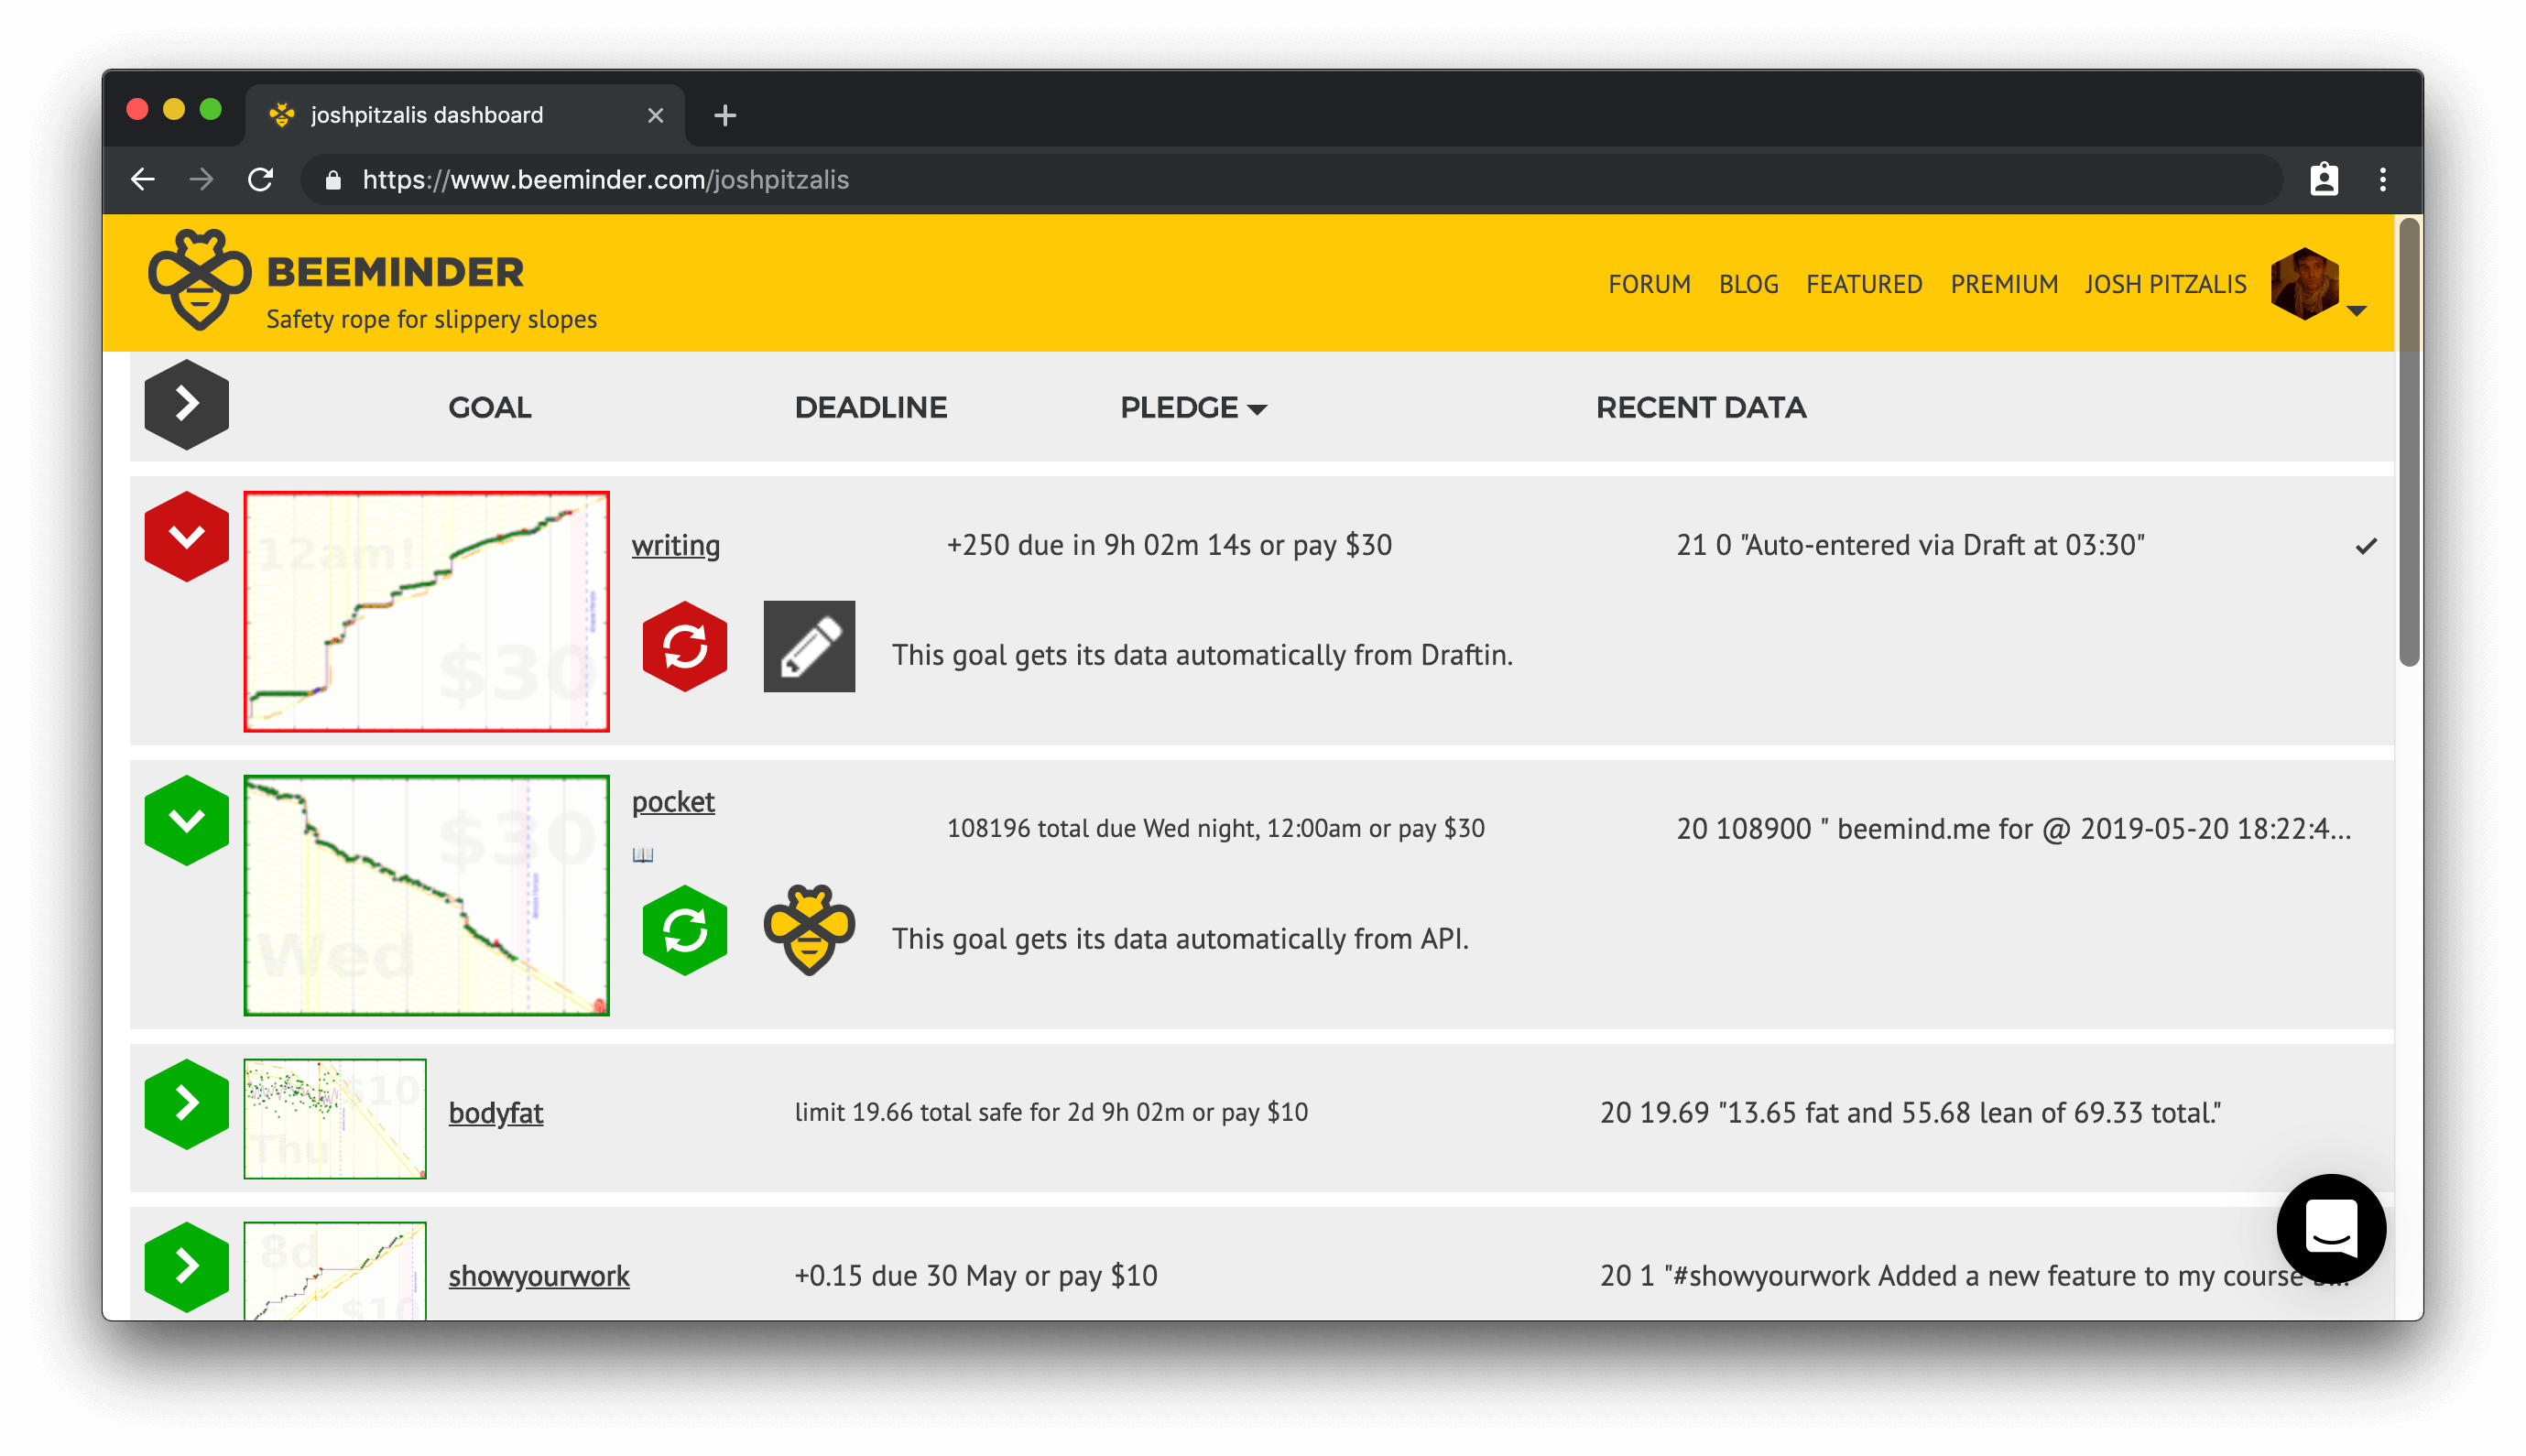 joshpitzalis dashboard
https://www.beeminder.com/joshpitzalis
BEEMINDER
Safety rope for slippery slopes
FORUM BLOG FEATURED PREMIUM JOSH PITZALIS
GOAL DEADLINE PLEDGE RECENT DATA
12am!
$30
writing +250 due in 9h 02m 14s or pay $30 21 0 "Auto-entered via Draft at 03:30"
This goal gets its data automatically from Draftin.
$30
Wed
pocket
108196 total due Wed night, 12:00am or pay $30 20 108900 " beemind.me for @ 2019-05-20 18:22:4...
This goal gets its data automatically from API.
$10
Thu
bodyfat limit 19.66 total safe for 2d 9h 02m or pay $10 20 19.69 "13.65 fat and 55.68 lean of 69.33 total."
8d
$10
showyourwork +0.15 due 30 May or pay $10 20 1 "#showyourwork Added a new feature to my course